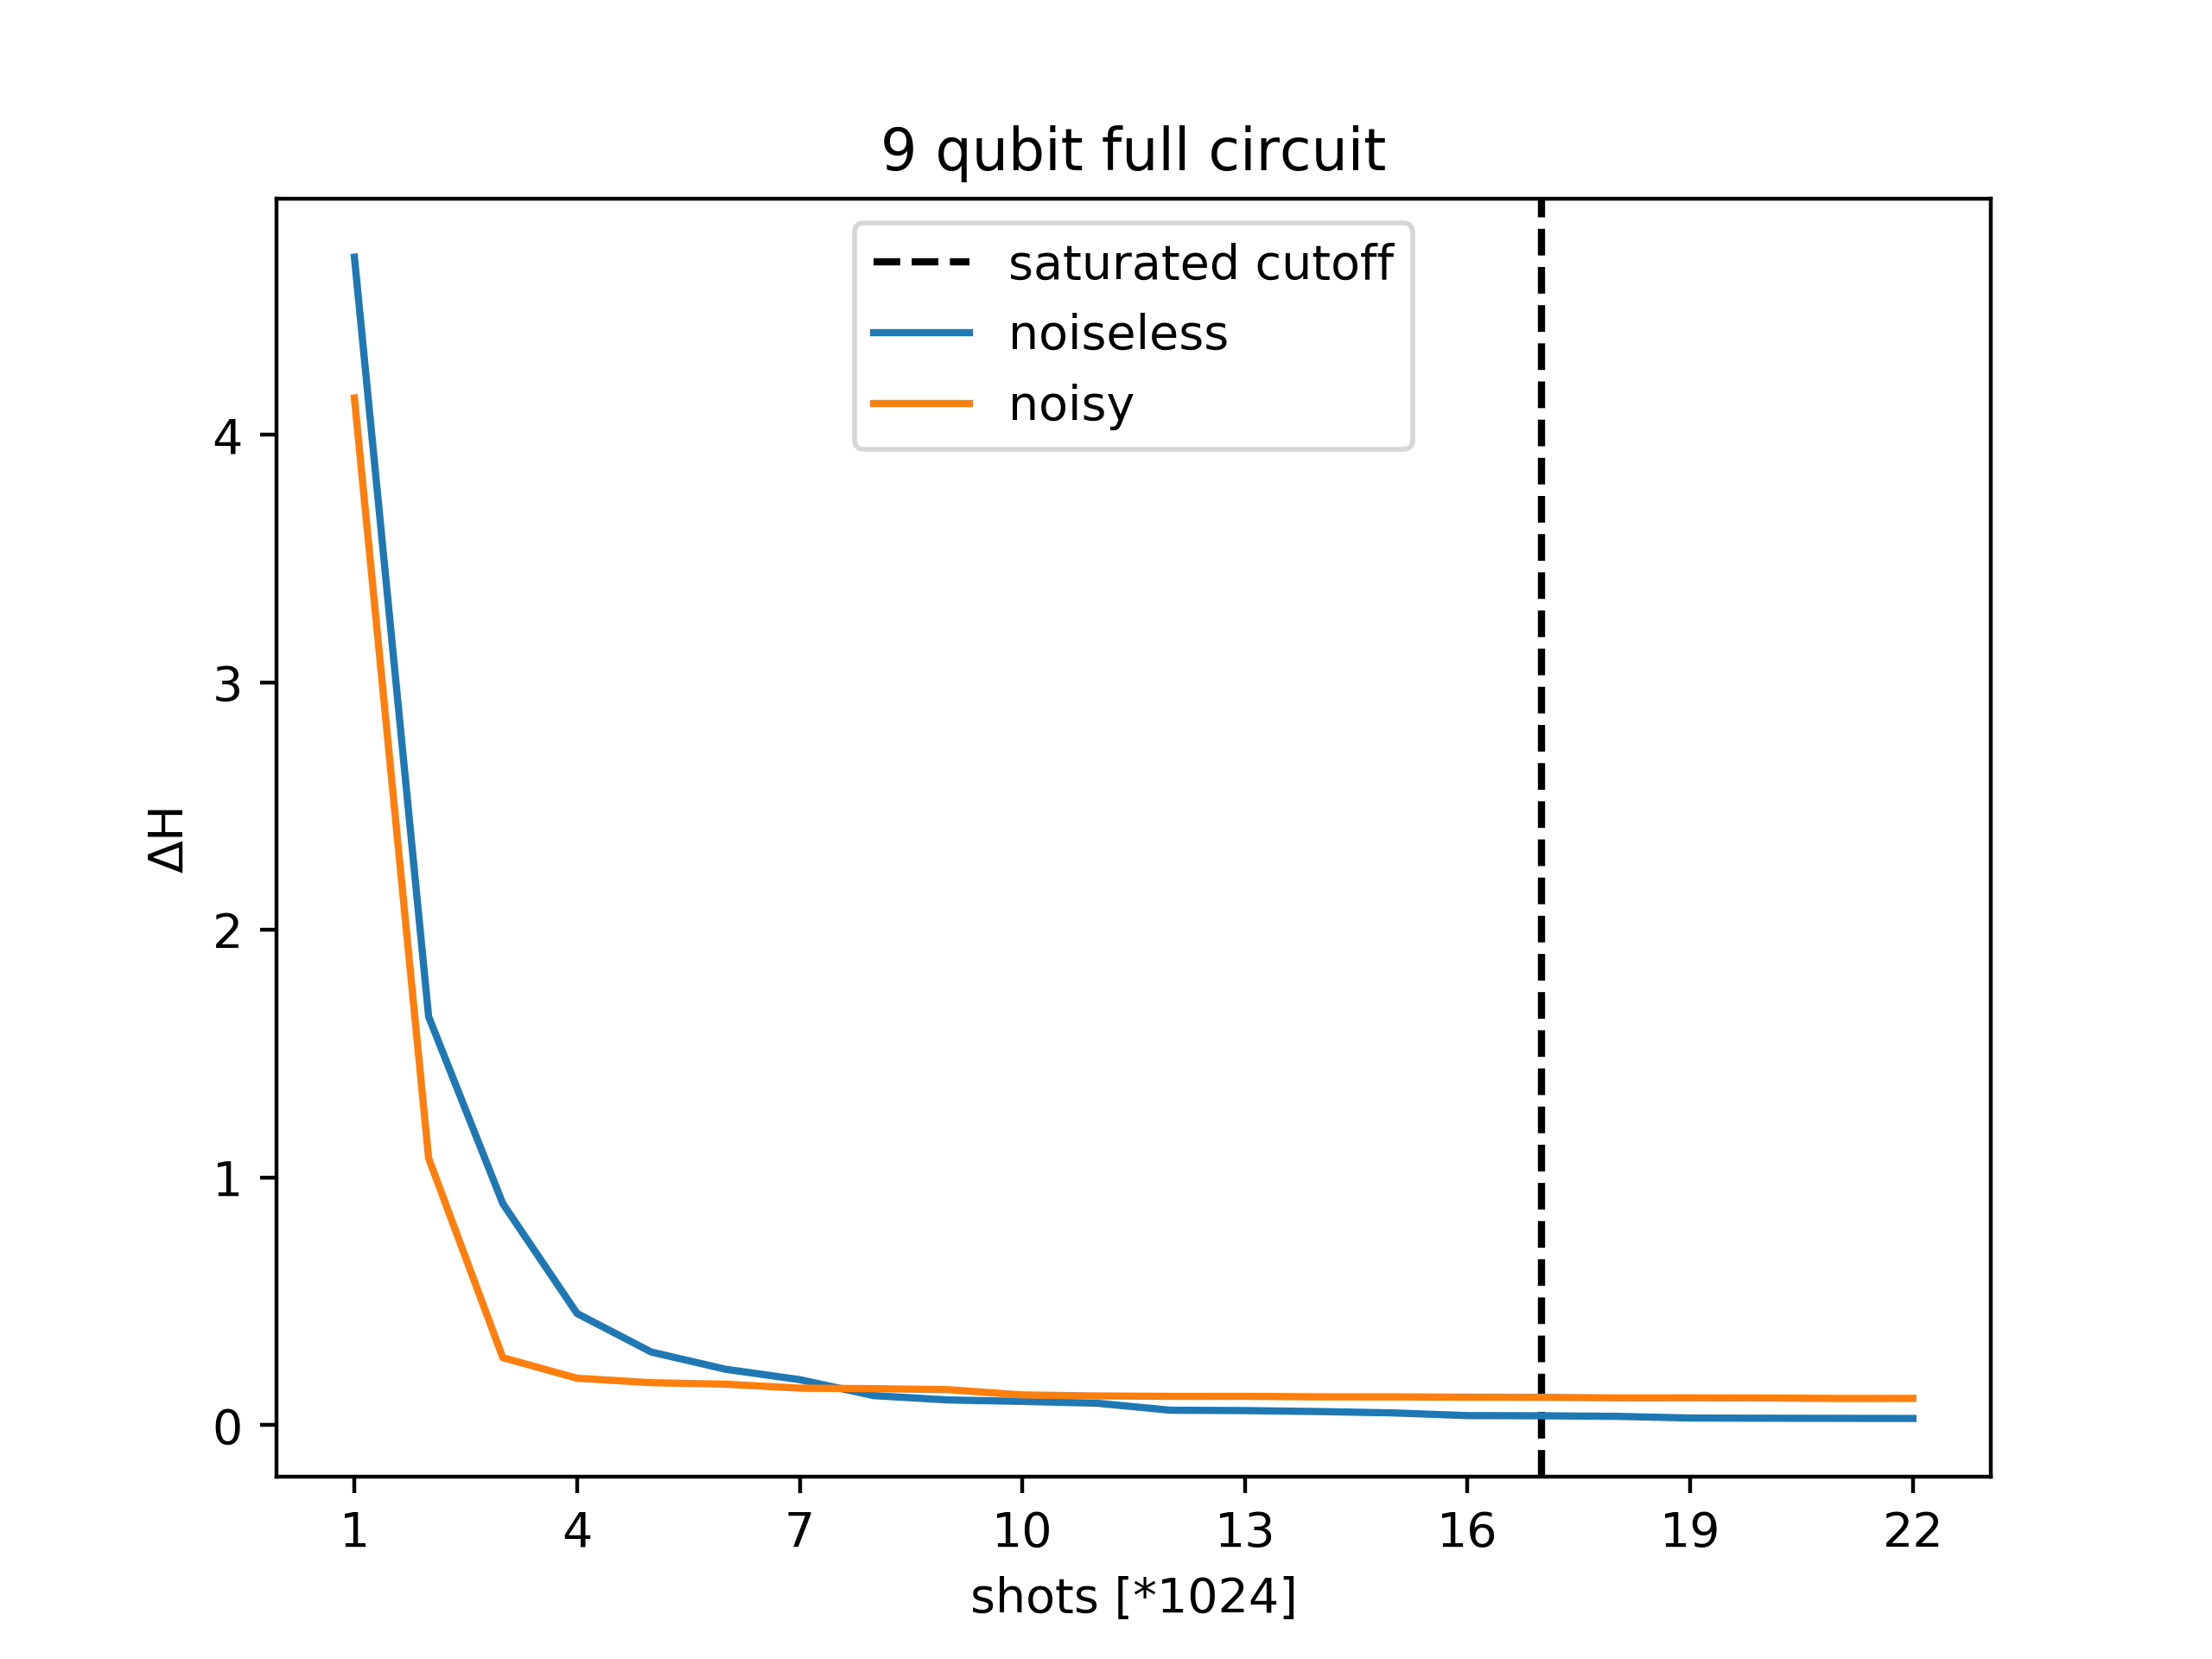 9 qubit full circuit
saturated cutoff
noiseless
noisy
4
3
2
1
0
ΔH
1 4 7 10 13 16 19 22
shots [*1024]